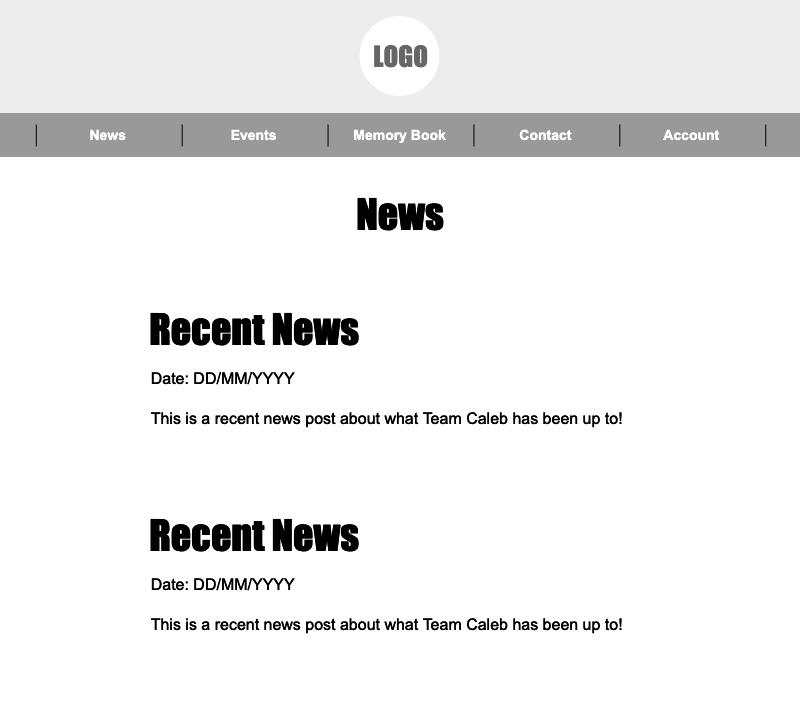 LOGO
News
Events
Memory Book
Contact
Account
News
Recent News
Date: DD/MM/YYYY
This is a recent news post about what Team Caleb has been up to!
Recent News
Date: DD/MM/YYYY
This is a recent news post about what Team Caleb has been up to!